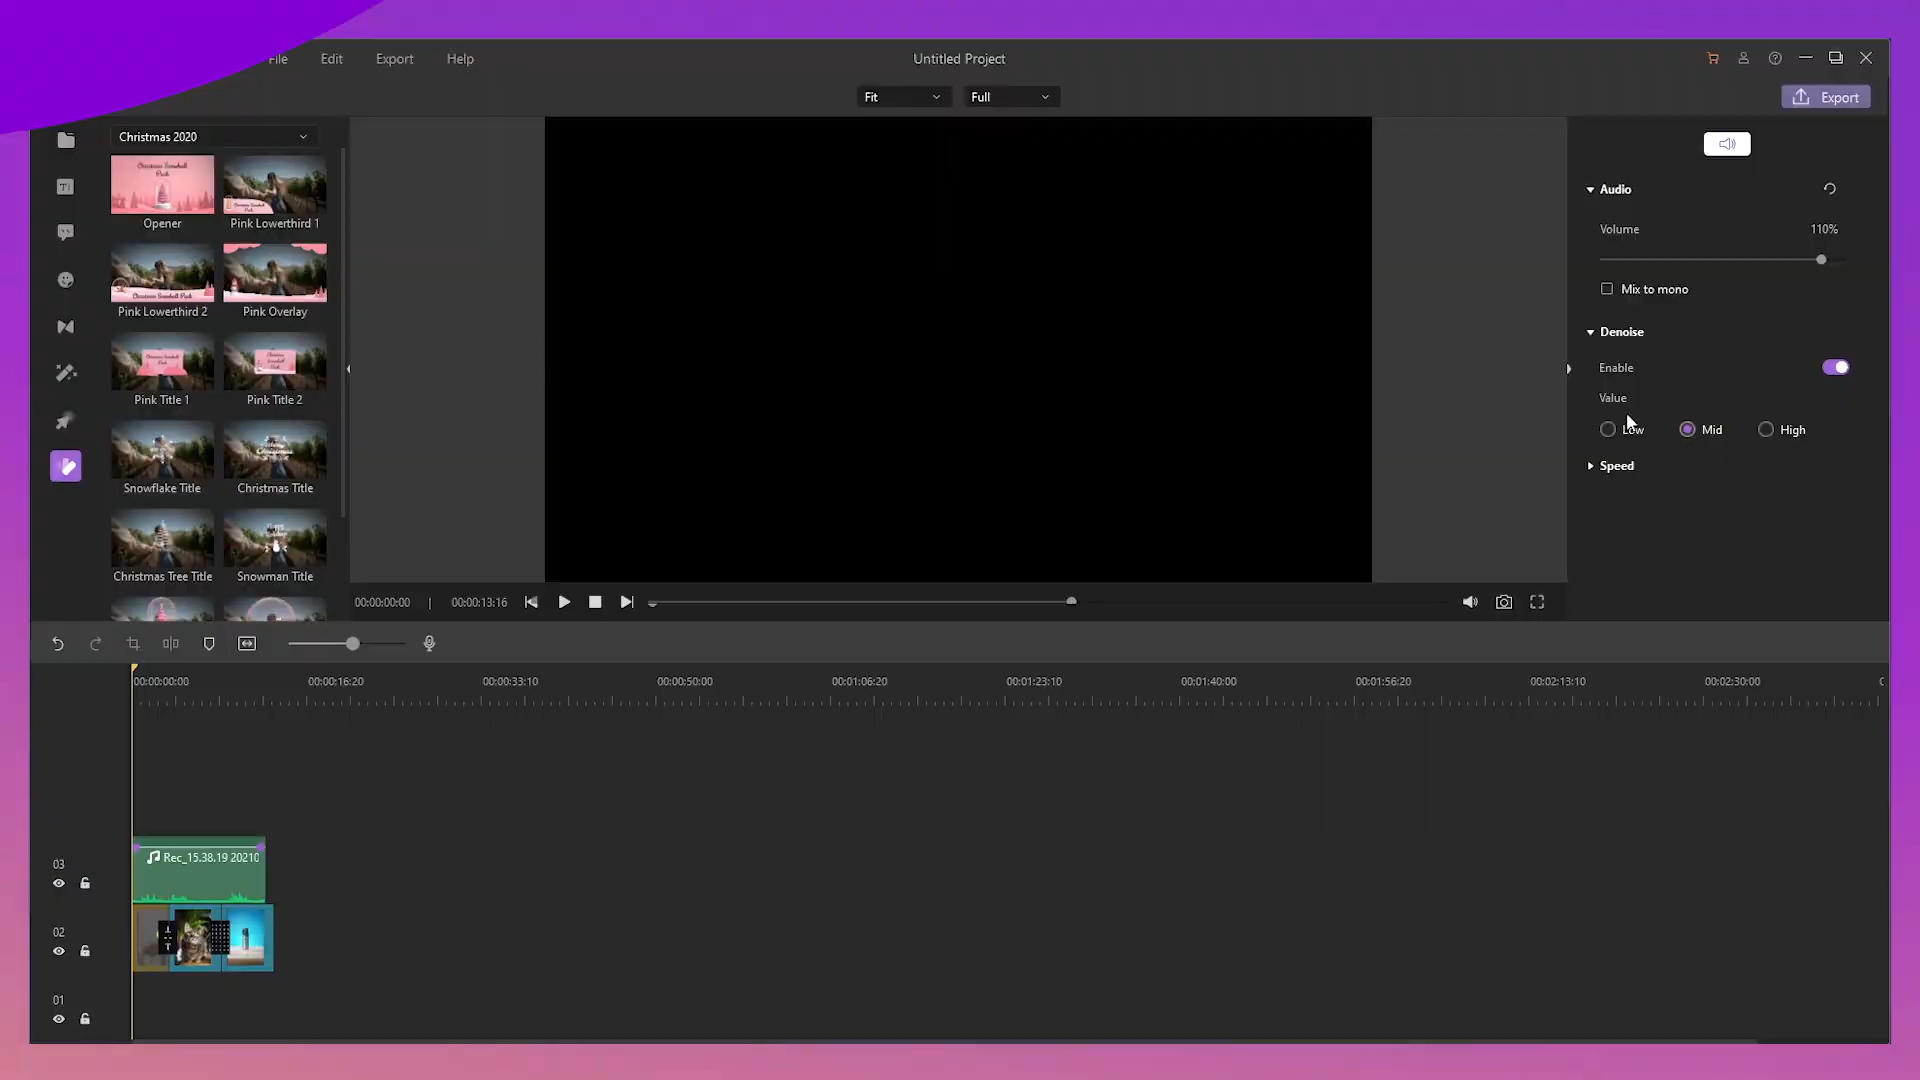 File Edit Export Help Untitled Project
Fit Full Export
Christmas 2020
Opener Pink Lowerthird 1
Pink Lowerthird 2 Pink Overlay
Pink Title 1 Pink Title 2
Snowflake Title Christmas Title
Christmas Tree Title Snowman Title
Audio
Volume 110%
Mix to mono
Denoise
Enable
Value
Low Mid High
Speed
00:00:00:00 | 00:00:13:16
00:00:00:00 00:00:16:20 00:00:33:10 00:00:50:00 00:01:06:20 00:01:23:10 00:01:40:00 00:01:56:20 00:02:13:10 00:02:30:00
03
Rec_15.38.19 20210
02
01